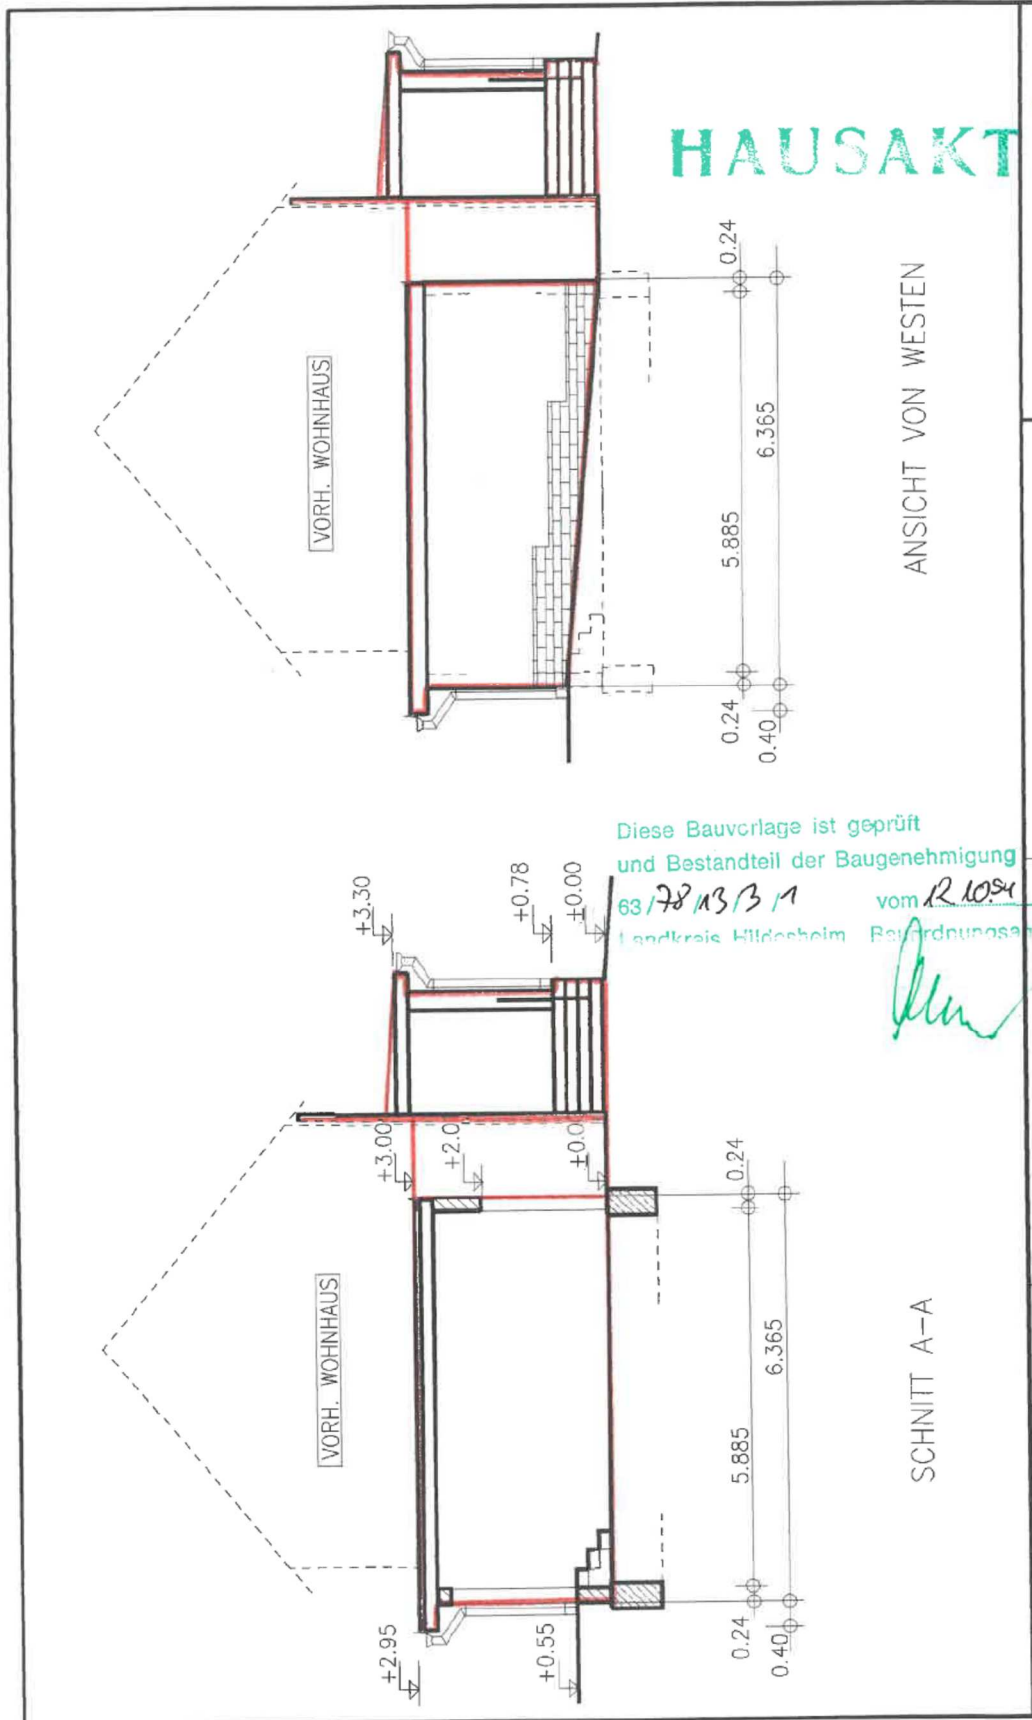 HAUSAKT
VORH. WOHNHAUS
0.24
5.885
6.365
0.24
0.40
ANSICHT VON WESTEN
Diese Bauvorlage ist geprüft
und Bestandteil der Baugenehmigung
63/78/13/3/1 vom 12.10.94
Landkreis Hildesheim Bauordnungsam
+3.30
+0.78
±0.00
+3.00
+2.0
±0.0
VORH. WOHNHAUS
0.24
5.885
6.365
0.24
0.40
+2.95
+0.55
SCHNITT A-A